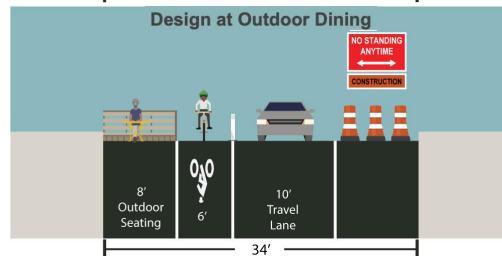 Design at Outdoor Dining
NO STANDING
ANYTIME
CONSTRUCTION
8’
Outdoor
Seating
6’
10’
Travel
Lane
34’